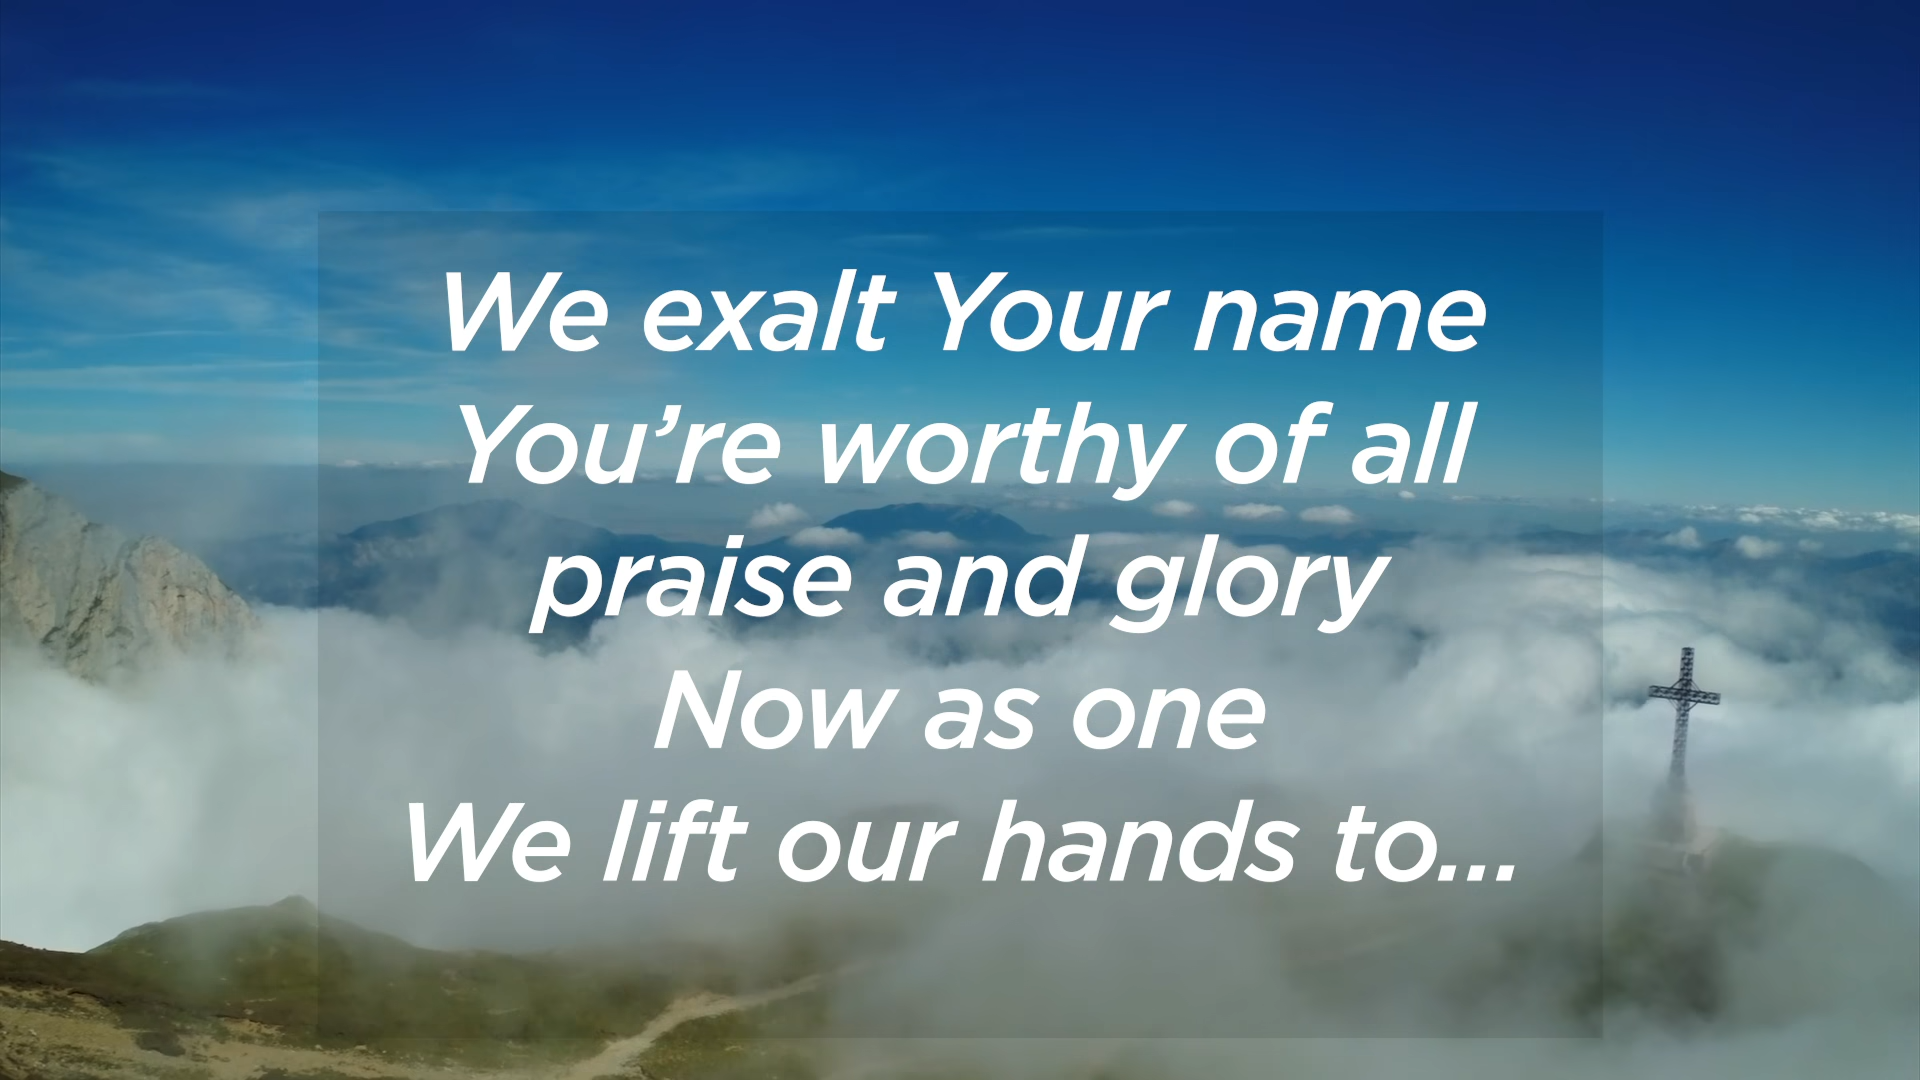 We exalt Your name
You’re worthy of all
praise and glory
Now as one
We lift our hands to...